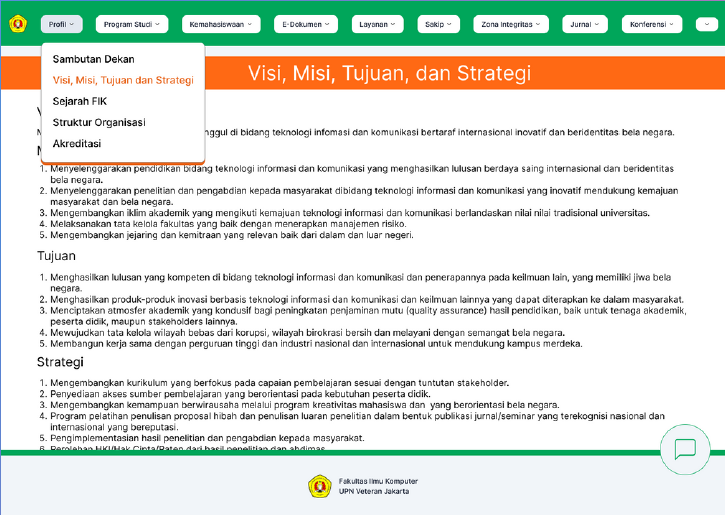 Profil
Program Studi
Kemahasiswaan
E-Dokumen
Layanan
Sakip
Zona Integritas
Jurnal
Konferensi
Sambutan Dekan
Visi, Misi, Tujuan dan Strategi
Sejarah FIK
Struktur Organisasi
Akreditasi
Visi, Misi, Tujuan, dan Strategi
nggul di bidang teknologi infomasi dan komunikasi bertaraf internasional inovatif dan beridentitas bela negara.
1. Menyelenggarakan pendidikan bidang teknologi informasi dan komunikasi yang menghasilkan lulusan berdaya saing internasional dan beridentitas
bela negara.
2. Menyelenggarakan penelitian dan pengabdian kepada masyarakat dibidang teknologi informasi dan komunikasi yang inovatif mendukung kemajuan
masyarakat dan bela negara.
3. Mengembangkan iklim akademik yang mengikuti kemajuan teknologi informasi dan komunikasi berlandaskan nilai nilai tradisional universitas.
4. Melaksanakan tata kelola fakultas yang baik dengan menerapkan manajemen risiko.
5. Mengembangkan jejaring dan kemitraan yang relevan baik dari dalam dan luar negeri.
Tujuan
1. Menghasilkan lulusan yang kompeten di bidang teknologi informasi dan komunikasi dan penerapannya pada keilmuan lain, yang memiliki jiwa bela
negara.
2. Menghasilkan produk-produk inovasi berbasis teknologi informasi dan komunikasi dan keilmuan lainnya yang dapat diterapkan ke dalam masyarakat.
3. Menciptakan atmosfer akademik yang kondusif bagi peningkatan penjaminan mutu (quality assurance) hasil pendidikan, baik untuk tenaga akademik,
peserta didik, maupun stakeholders lainnya.
4. Mewujudkan tata kelola wilayah bebas dari korupsi, wilayah birokrasi bersih dan melayani dengan semangat bela negara.
5. Membangun kerja sama dengan perguruan tinggi dan industri nasional dan internasional untuk mendukung kampus merdeka.
Strategi
1. Mengembangkan kurikulum yang berfokus pada capaian pembelajaran sesuai dengan tuntutan stakeholder.
2. Penyediaan akses sumber pembelajaran yang berorientasi pada kebutuhan peserta didik.
3. Mengembangkan kemampuan berwirausaha melalui program kreativitas mahasiswa dan yang berorientasi bela negara.
4. Program pelatihan penulisan proposal hibah dan penulisan luaran penelitian dalam bentuk publikasi jurnal/seminar yang terekognisi nasional dan
internasional yang bereputasi.
5. Pengimplementasian hasil penelitian dan pengabdian kepada masyarakat.
6. Perolehan HKI/Hak Cipta/Paten dari hasil penelitian dan abdimas.
Fakultas Ilmu Komputer
UPN Veteran Jakarta